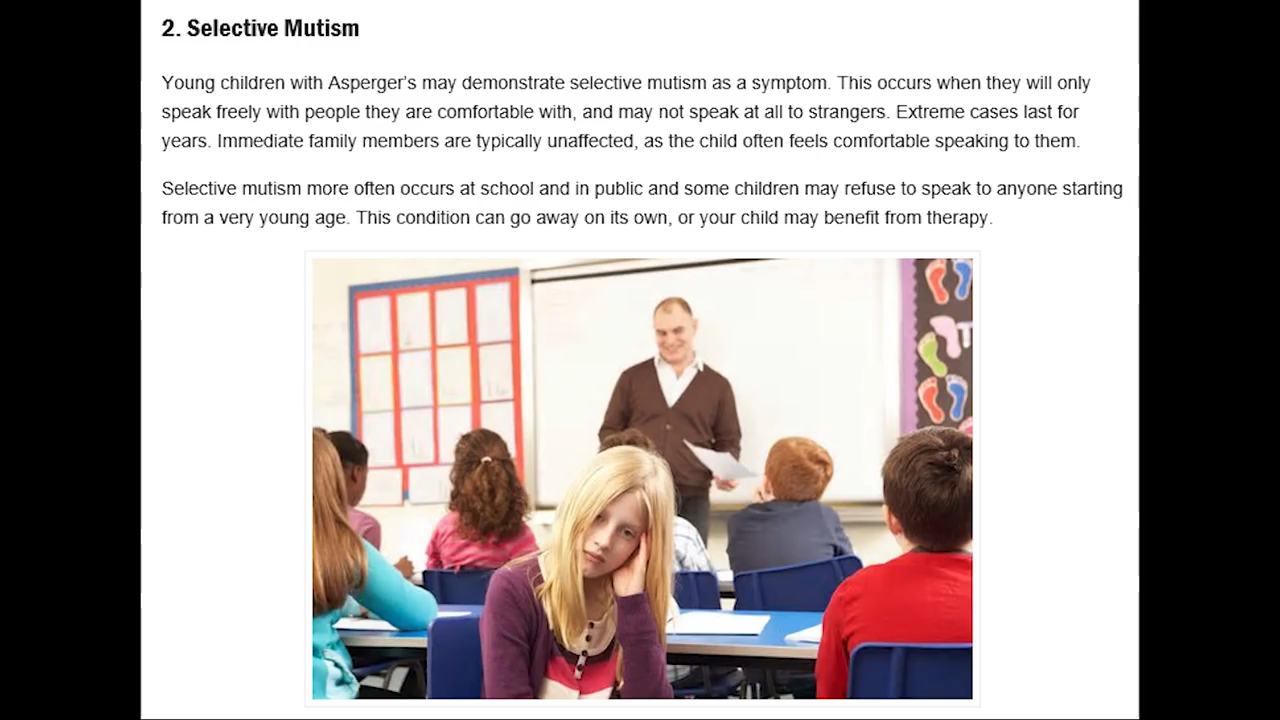 2. Selective Mutism
Young children with Asperger's may demonstrate selective mutism as a symptom. This occurs when they will only
speak freely with people they are comfortable with, and may not speak at all to strangers. Extreme cases last for
years. Immediate family members are typically unaffected, as the child often feels comfortable speaking to them.
Selective mutism more often occurs at school and in public and some children may refuse to speak to anyone starting
from a very young age. This condition can go away on its own, or your child may benefit from therapy.